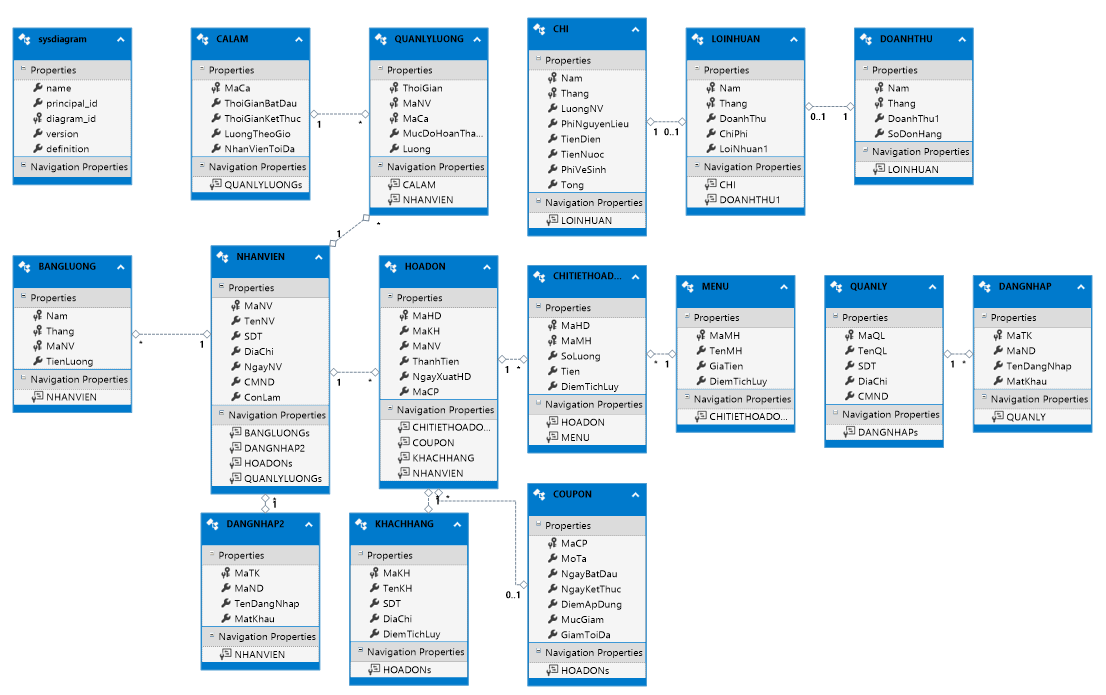 sysdiagram
Properties
name
principal_id
diagram_id
version
definition
Navigation Properties
CALAM
Properties
MaCa
ThoiGianBatDau
ThoiGianKetThuc
LuongTheoGio
NhanVienToiDa
Navigation Properties
QUANLYLUONGs
1
*
QUANLYLUONG
Properties
ThoiGian
MaNV
MaCa
MucDoHoanTha...
Luong
Navigation Properties
CALAM
NHANVIEN
1
*
CHI
Properties
Nam
Thang
LuongNV
PhiNguyenLieu
TienDien
TienNuoc
PhiVeSinh
Tong
Navigation Properties
LOINHUAN
1
0..1
LOINHUAN
Properties
Nam
Thang
DoanhThu
ChiPhi
LoiNhuan1
Navigation Properties
CHI
DOANHTHU1
0..1
1
DOANHTHU
Properties
Nam
Thang
DoanhThu1
SoDonHang
Navigation Properties
LOINHUAN
BANGLUONG
Properties
Nam
Thang
MaNV
TienLuong
Navigation Properties
NHANVIEN
*
1
NHANVIEN
Properties
MaNV
TenNV
SDT
DiaChi
NgayNV
CMND
ConLam
Navigation Properties
BANGLUONGs
DANGNHAP2
HOADONs
QUANLYLUONGs
1
*
HOADON
Properties
MaHD
MaKH
MaNV
ThanhTien
NgayXuatHD
MaCP
Navigation Properties
CHITIETHOADO...
COUPON
KHACHHANG
NHANVIEN
1
*
CHITIETHOAD...
Properties
MaHD
MaMH
SoLuong
Tien
DiemTichLuy
Navigation Properties
HOADON
MENU
*
1
MENU
Properties
MaMH
TenMH
GiaTien
DiemTichLuy
Navigation Properties
CHITIETHOADO...
QUANLY
Properties
MaQL
TenQL
SDT
DiaChi
CMND
Navigation Properties
DANGNHAPs
1
*
DANGNHAP
Properties
MaTK
MaND
TenDangNhap
MatKhau
Navigation Properties
QUANLY
*
1
DANGNHAP2
Properties
MaTK
MaND
TenDangNhap
MatKhau
Navigation Properties
NHANVIEN
*
1
KHACHHANG
Properties
MaKH
TenKH
SDT
DiaChi
DiemTichLuy
Navigation Properties
HOADONs
*
0..1
COUPON
Properties
MaCP
MoTa
NgayBatDau
NgayKetThuc
DiemApDung
MucGiam
GiamToiDa
Navigation Properties
HOADONs